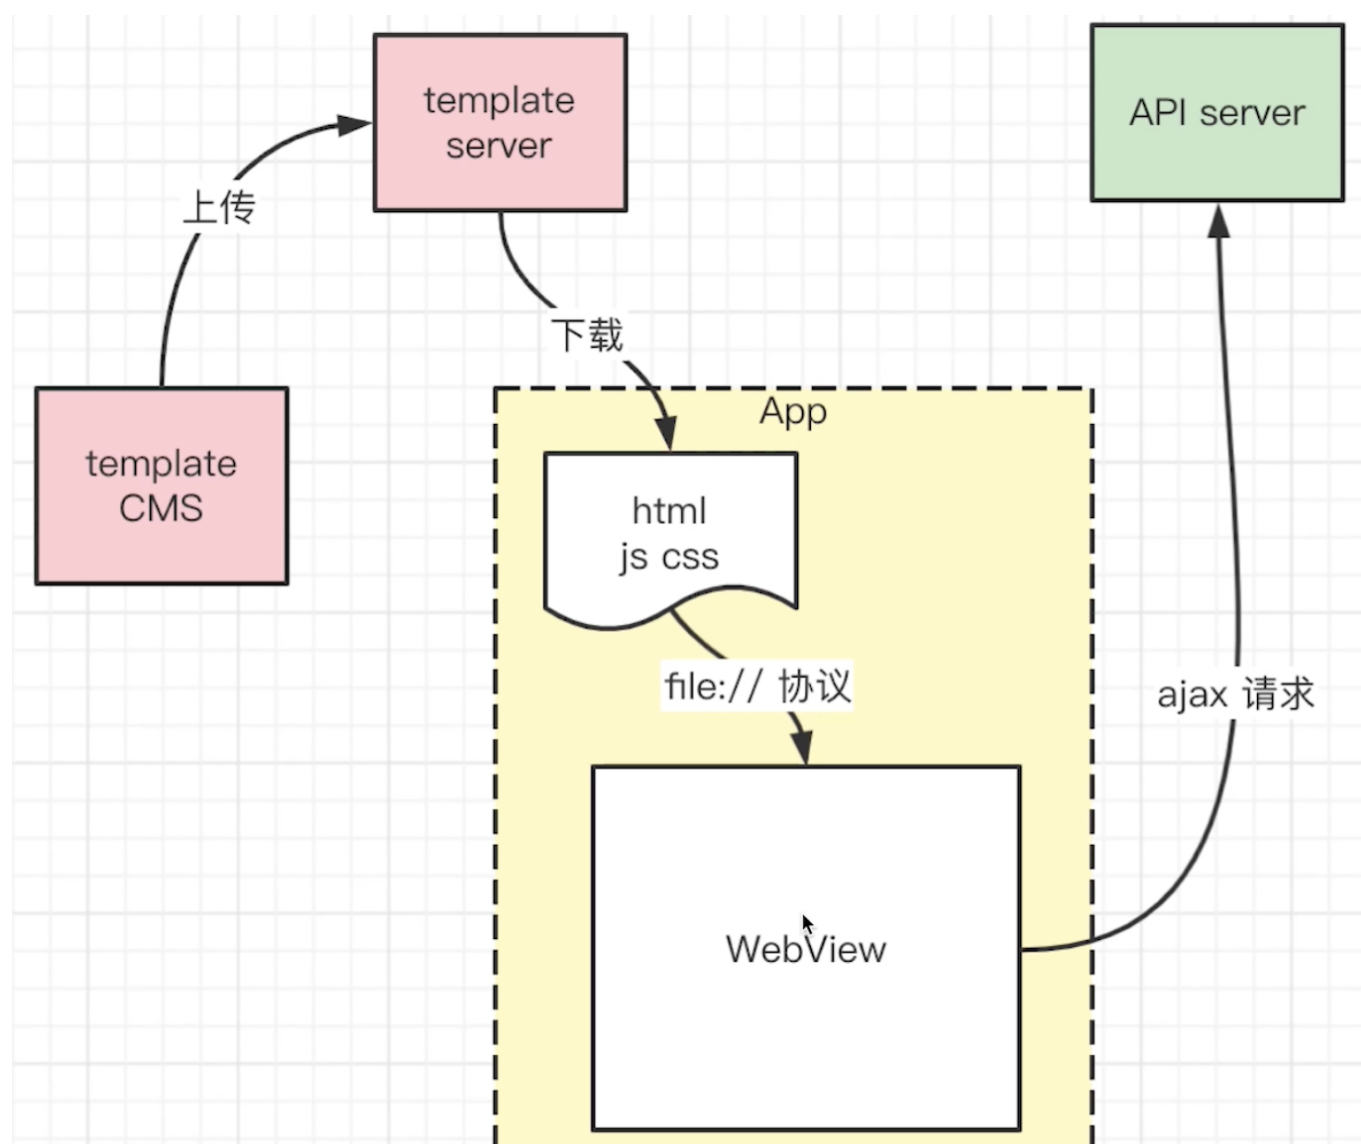 template
server
API server
上传
下载
App
template
CMS
html
js css
file:// 协议
ajax 请求
WebView